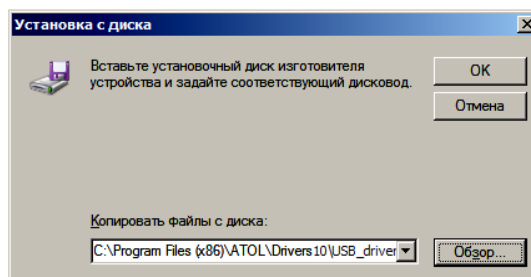 Установка с диска
Вставьте установочный диск изготовителя
устройства и задайте соответствующий дисковод.
OK
Отмена
Копировать файлы с диска:
C:\Program Files (x86)\ATOL\Drivers10\USB_driver
Обзор...